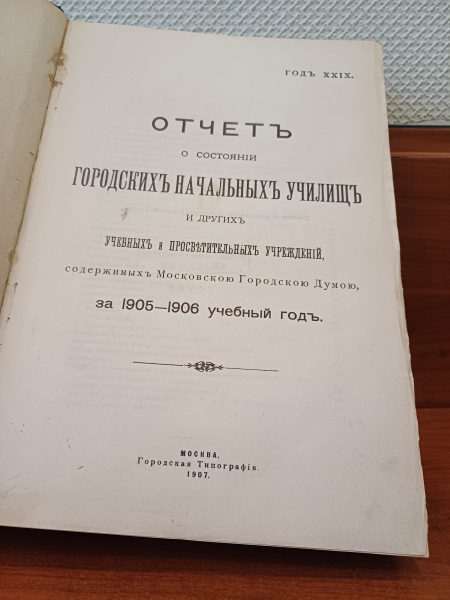 ГОДЪ XXIX.
ОТЧЕТЪ
О СОСТОЯНІИ
ГОРОДСКИХЪ НАЧАЛЬНЫХЪ УЧИЛИЩЪ
И ДРУГИХЪ
УЧЕБНЫХЪ И ПРОСВѢТИТЕЛЬНЫХЪ УЧРЕЖДЕНІЙ,
содержимыхъ Московскою Городскою Думою,
за 1905—1906 учебный годъ.
МОСКВА.
Городская Типографія.
1907.